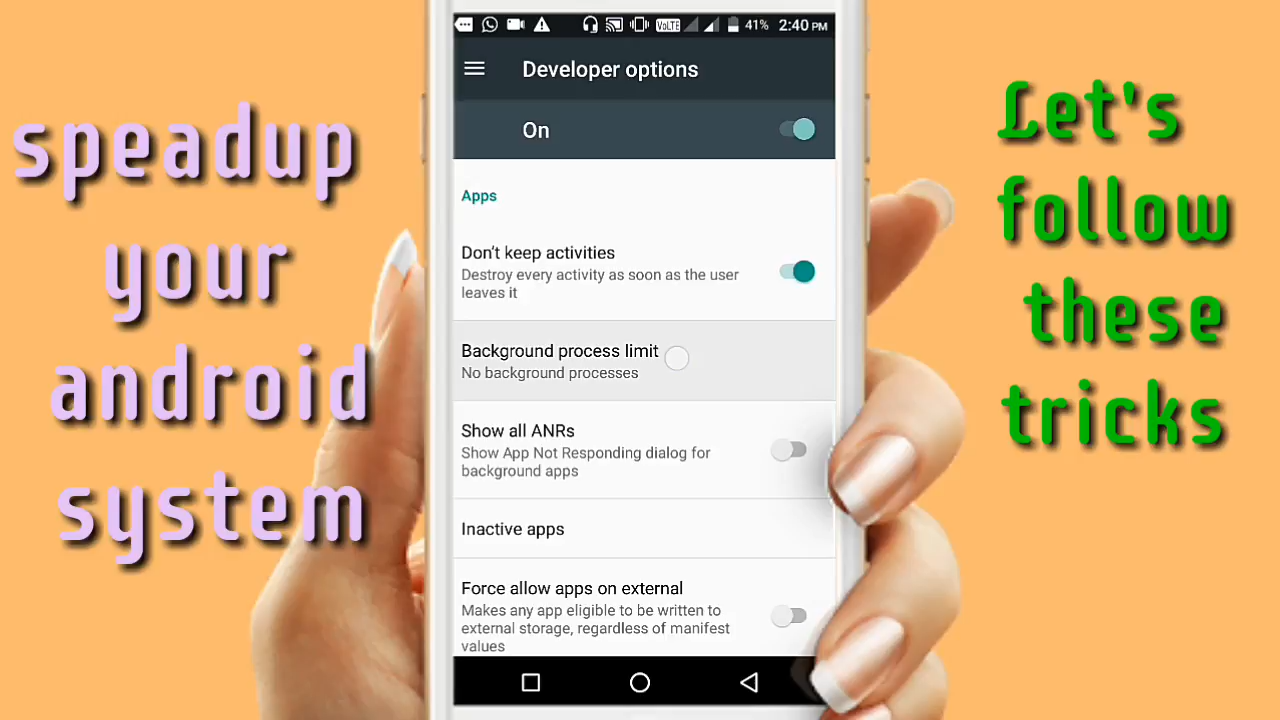 speadup
your
android
system
41% 2:40 PM
VoLTE
Developer options
On
Apps
Don't keep activities
Destroy every activity as soon as the user
leaves it
Background process limit
No background processes
Show all ANRs
Show App Not Responding dialog for
background apps
Inactive apps
Force allow apps on external
Makes any app eligible to be written to
external storage, regardless of manifest
values
Let's
follow
these
tricks